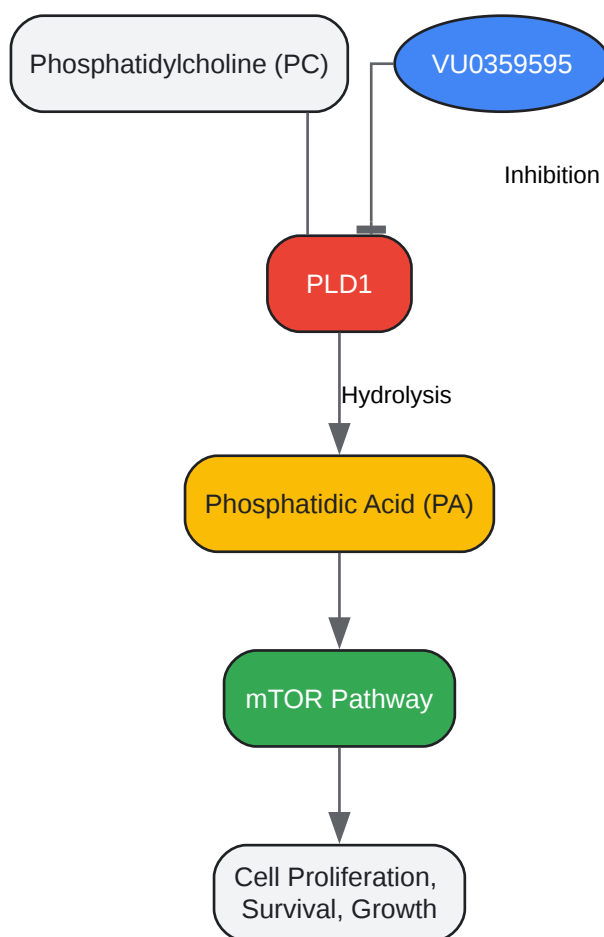 Phosphatidylcholine (PC)
VU0359595
Inhibition
PLD1
Hydrolysis
Phosphatidic Acid (PA)
mTOR Pathway
Cell Proliferation,
Survival, Growth